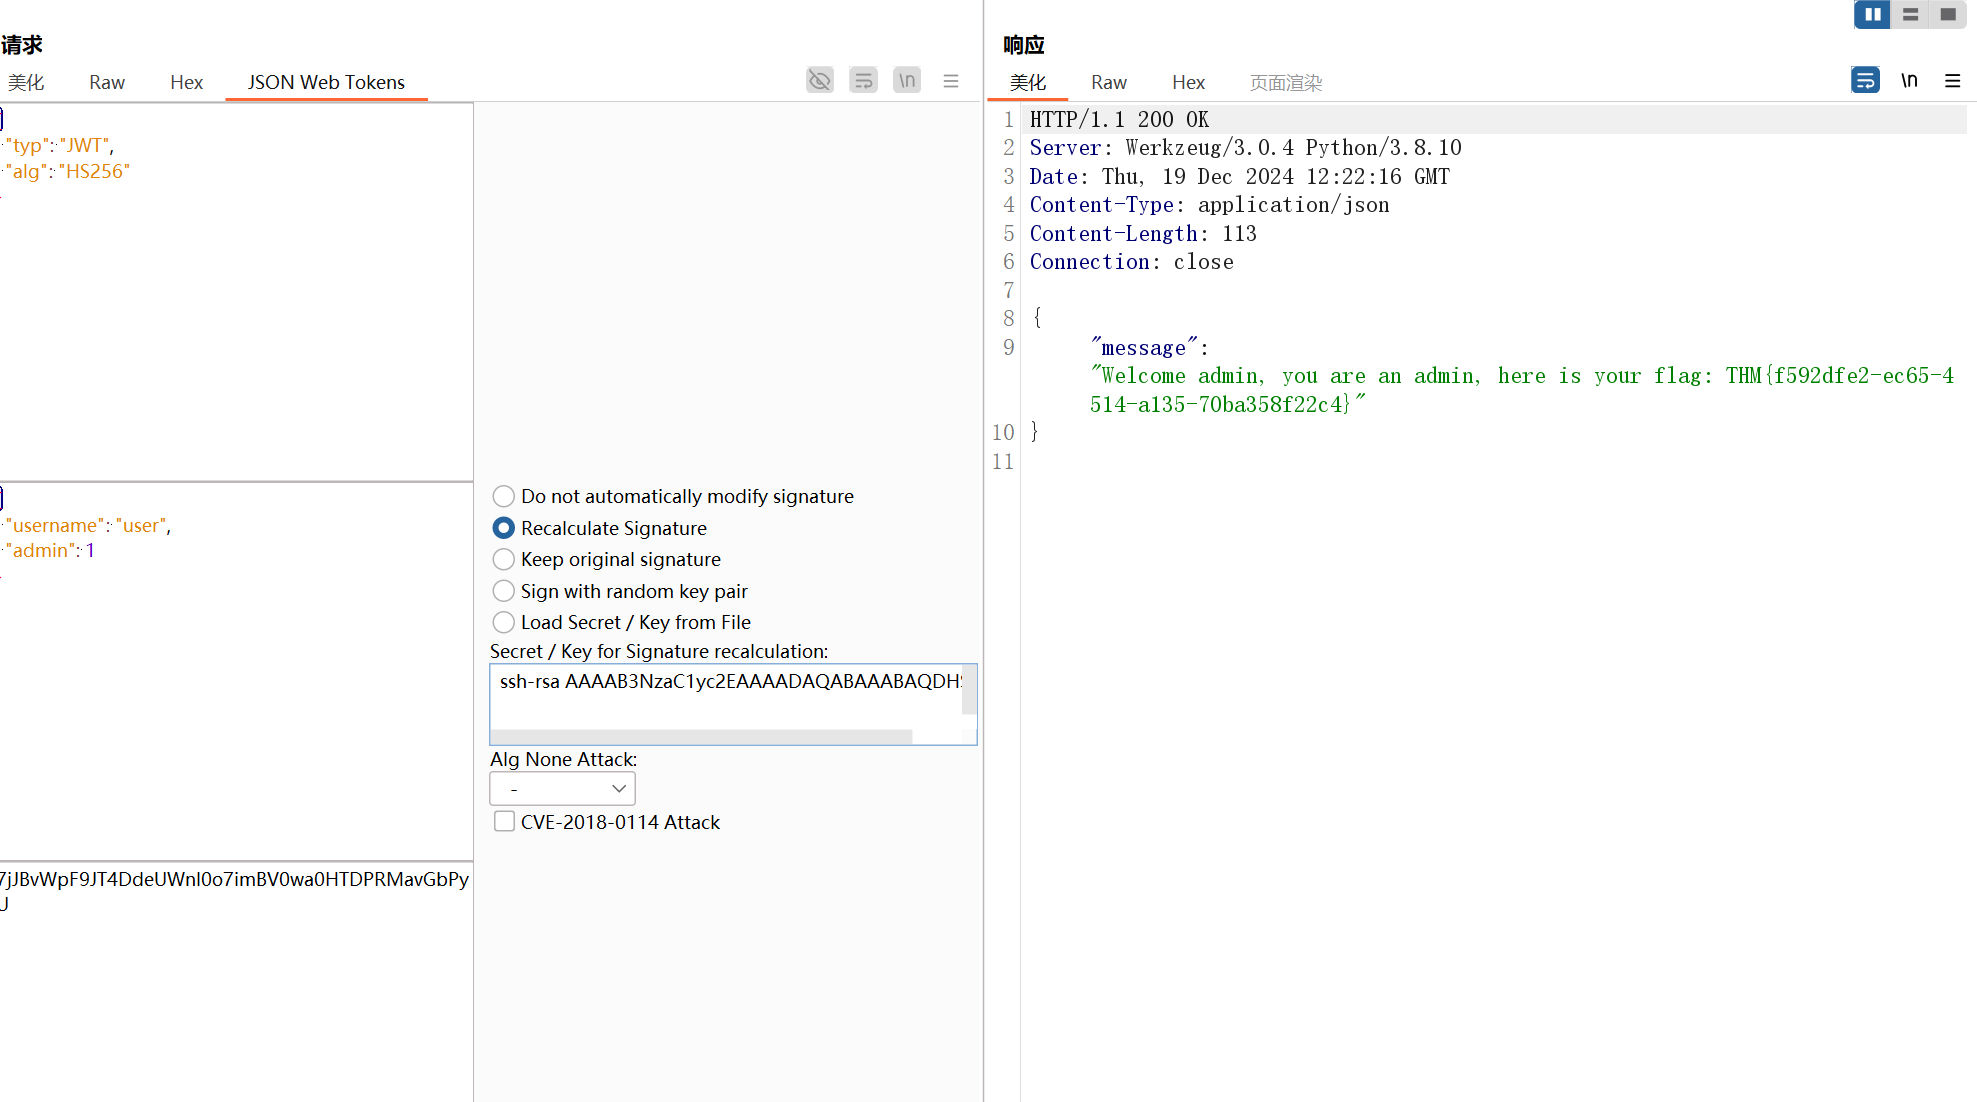 请求
美化 Raw Hex JSON Web Tokens \n
"typ": "JWT",
"alg": "HS256"
"username": "user",
"admin": 1
7jJBvWpF9JT4DdeUWnI0o7imBV0wa0HTDPRMavGbPy
U
Do not automatically modify signature
Recalculate Signature
Keep original signature
Sign with random key pair
Load Secret / Key from File
Secret / Key for Signature recalculation:
ssh-rsa AAAAB3NzaC1yc2EAAAADAQABAAABAQDH
Alg None Attack:
-
CVE-2018-0114 Attack
响应
美化 Raw Hex 页面渲染 \n
1 HTTP/1.1 200 OK
2 Server: Werkzeug/3.0.4 Python/3.8.10
3 Date: Thu, 19 Dec 2024 12:22:16 GMT
4 Content-Type: application/json
5 Content-Length: 113
6 Connection: close
7
8 {
9 "message":
"Welcome admin, you are an admin, here is your flag: THM{f592dfe2-ec65-4
514-a135-70ba358f22c4}"
10 }
11